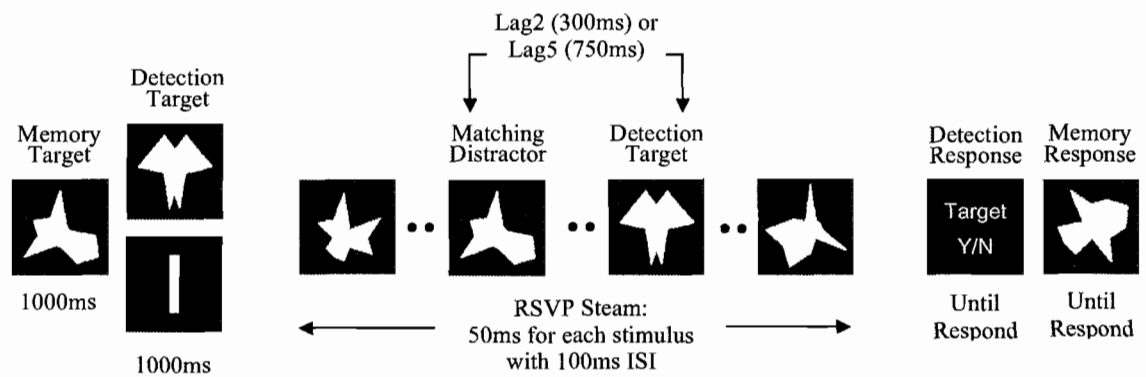 Lag2 (300ms) or
Lag5 (750ms)
Detection
Target
Memory
Target
Matching
Distractor
Detection
Target
Detection
Response
Memory
Response
Target
Y/N
1000ms
1000ms
RSVP Steam:
50ms for each stimulus
with 100ms ISI
Until
Respond
Until
Respond